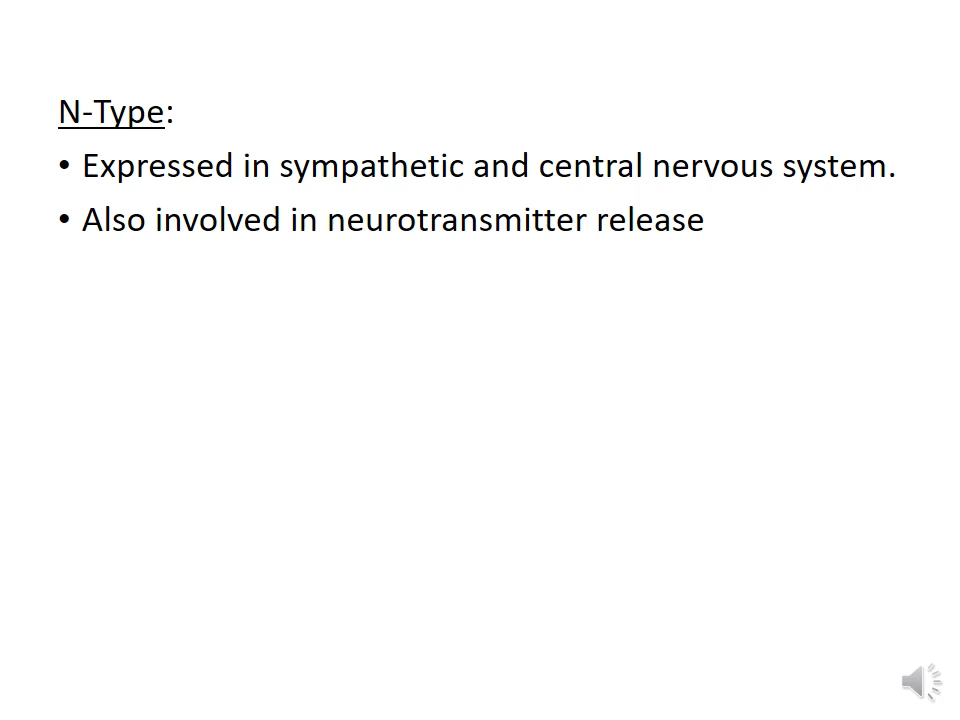 N-Type:
• Expressed in sympathetic and central nervous system.
• Also involved in neurotransmitter release